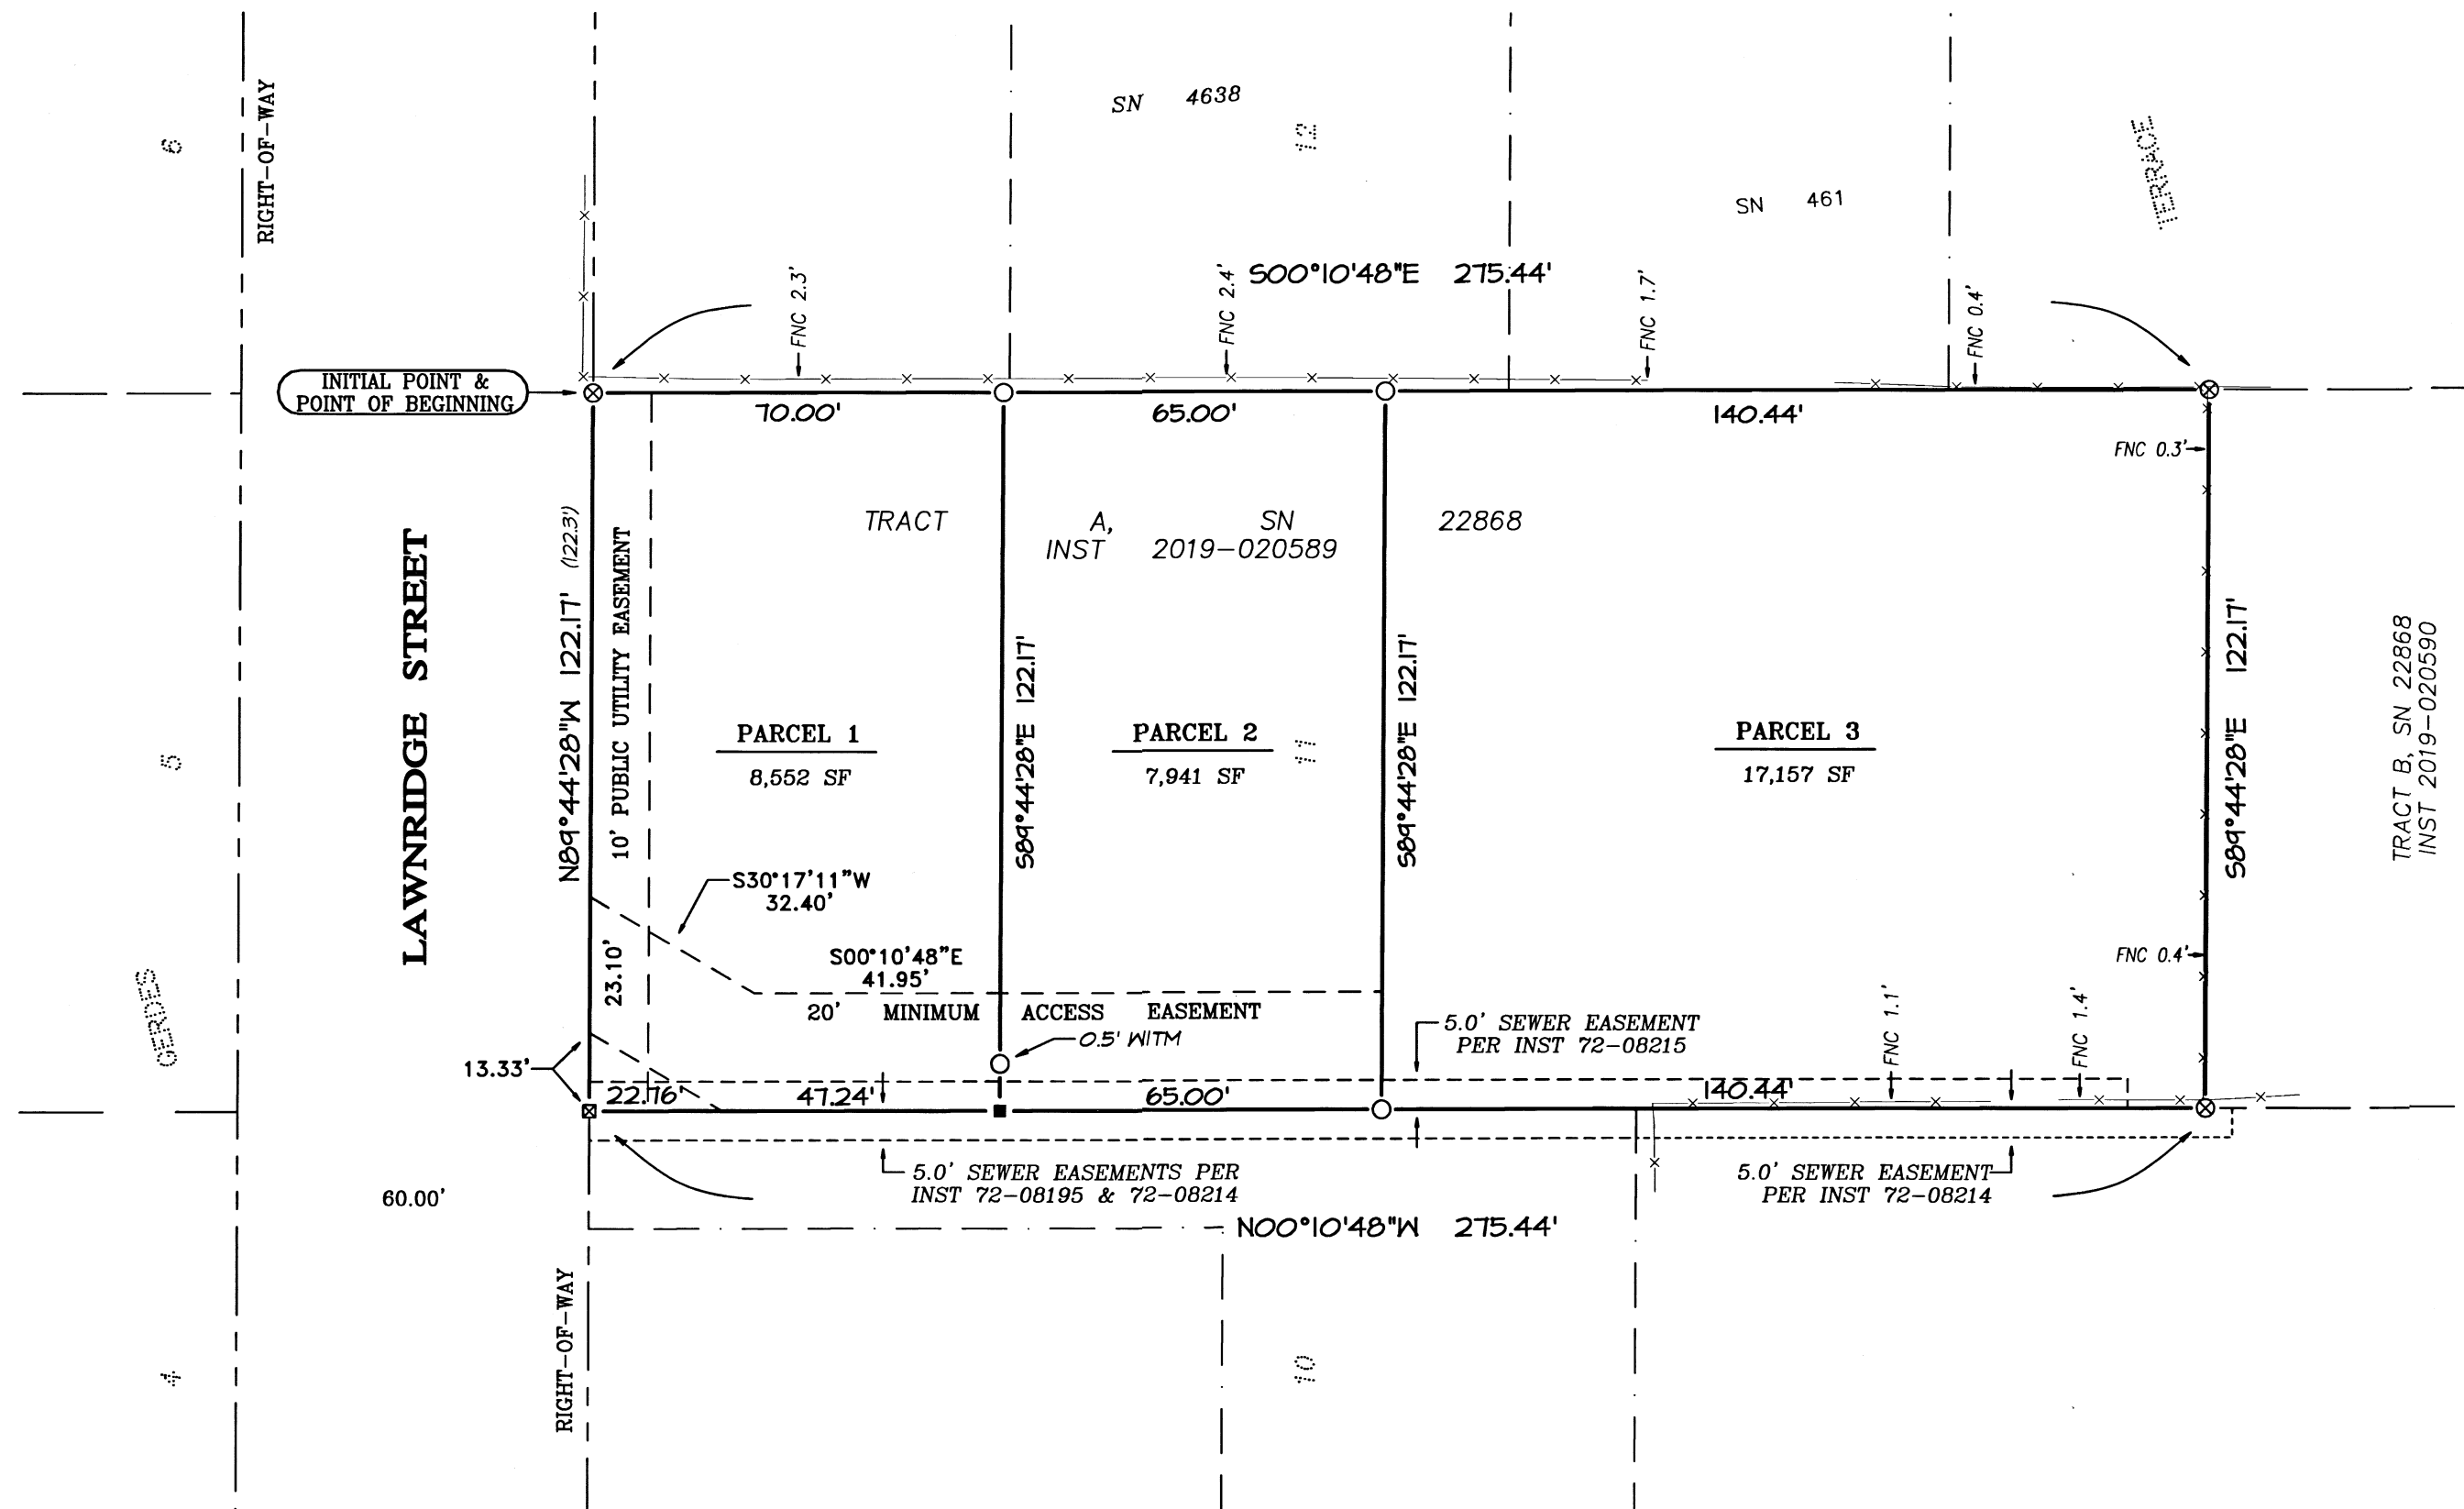 6
RIGHT-OF-WAY
SN 4638
12
SN 461
TERRACE
S00°10'48"E 275.44'
FNC 2.3'
FNC 2.4'
FNC 1.7'
FNC 0.4'
INITIAL POINT &
POINT OF BEGINNING
70.00'
65.00'
140.44'
FNC 0.3'
TRACT A, SN 22868
INST 2019-020589
LAWNRIDGE STREET
N89°44'28"W 122.17' (122.3')
10' PUBLIC UTILITY EASEMENT
S89°44'28"E 122.17'
S89°44'28"E 122.17'
S89°44'28"E 122.17'
TRACT B, SN 22868
INST 2019-020590
5
PARCEL 1
8,552 SF
PARCEL 2
7,941 SF
11
PARCEL 3
17,157 SF
S30°17'11"W
32.40'
S00°10'48"E
41.95'
23.10'
20' MINIMUM ACCESS EASEMENT
0.5' WITM
5.0' SEWER EASEMENT
PER INST 72-08215
FNC 0.4'
FNC 1.1'
FNC 1.4'
GERDES
13.33'
22.76'
47.24'
65.00'
140.44'
5.0' SEWER EASEMENTS PER
INST 72-08195 & 72-08214
5.0' SEWER EASEMENT
PER INST 72-08214
60.00'
N00°10'48"W 275.44'
RIGHT-OF-WAY
4
10